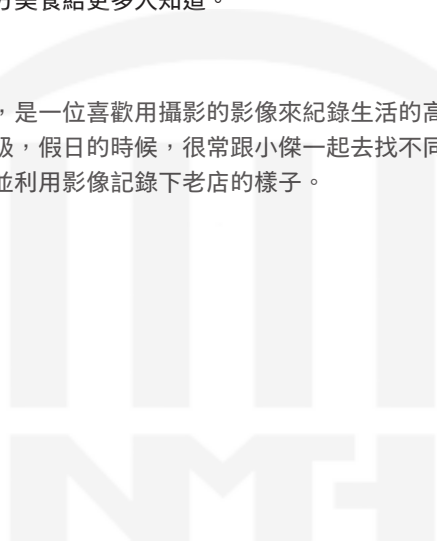 方美食給更多人知道。
，是一位喜歡用攝影的影像來紀錄生活的高
級，假日的時候，很常跟小傑一起去找不同
並利用影像記錄下老店的樣子。
NMH